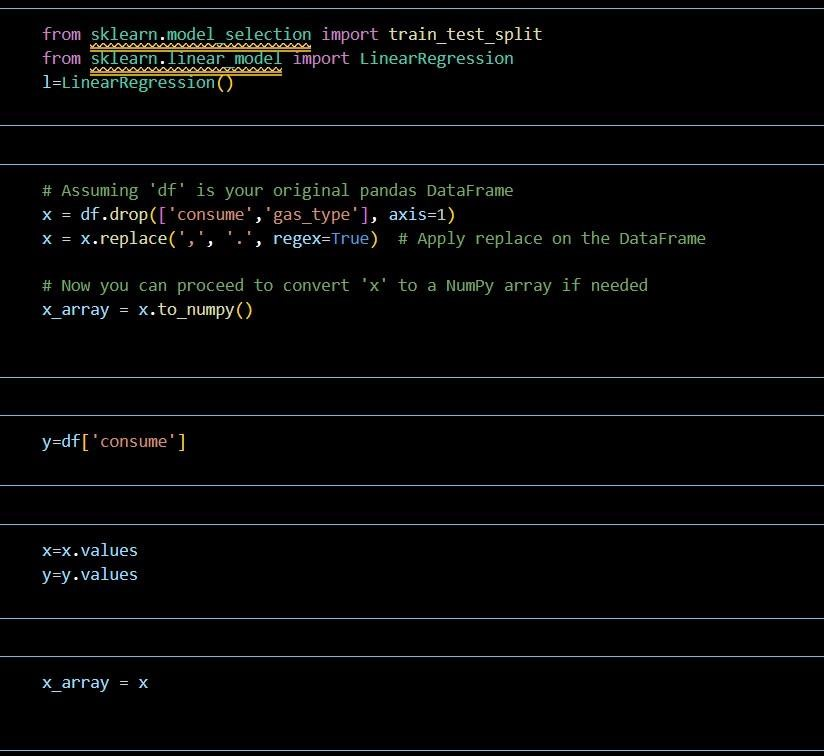 from sklearn.model_selection import train_test_split
from sklearn.linear_model import LinearRegression
l=LinearRegression()
# Assuming 'df' is your original pandas DataFrame
x = df.drop(['consume','gas_type'], axis=1)
x = x.replace(',', '.', regex=True)  # Apply replace on the DataFrame
# Now you can proceed to convert 'x' to a NumPy array if needed
x_array = x.to_numpy()
y=df['consume']
x=x.values
y=y.values
x_array = x